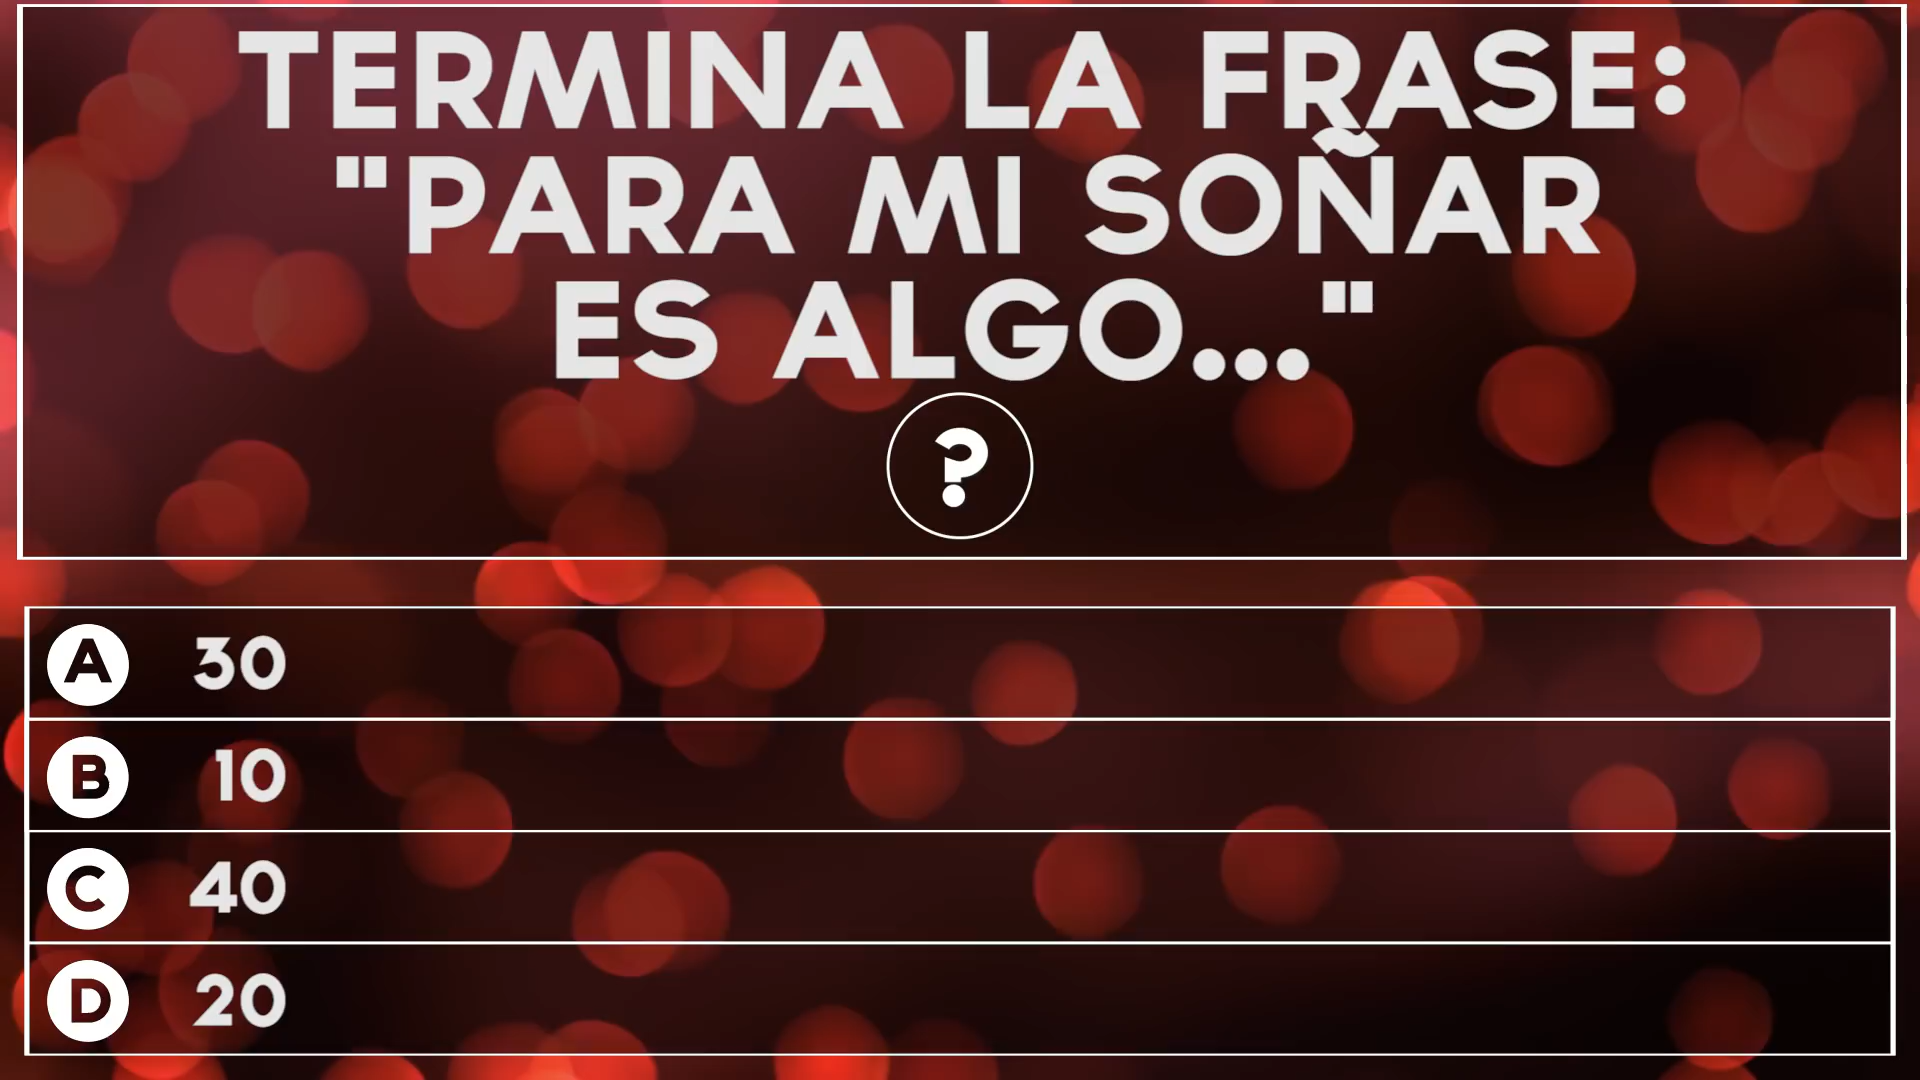 TERMINA LA FRASE:
"PARA MI SOÑAR
ES ALGO..."
?
A 30
B 10
C 40
D 20